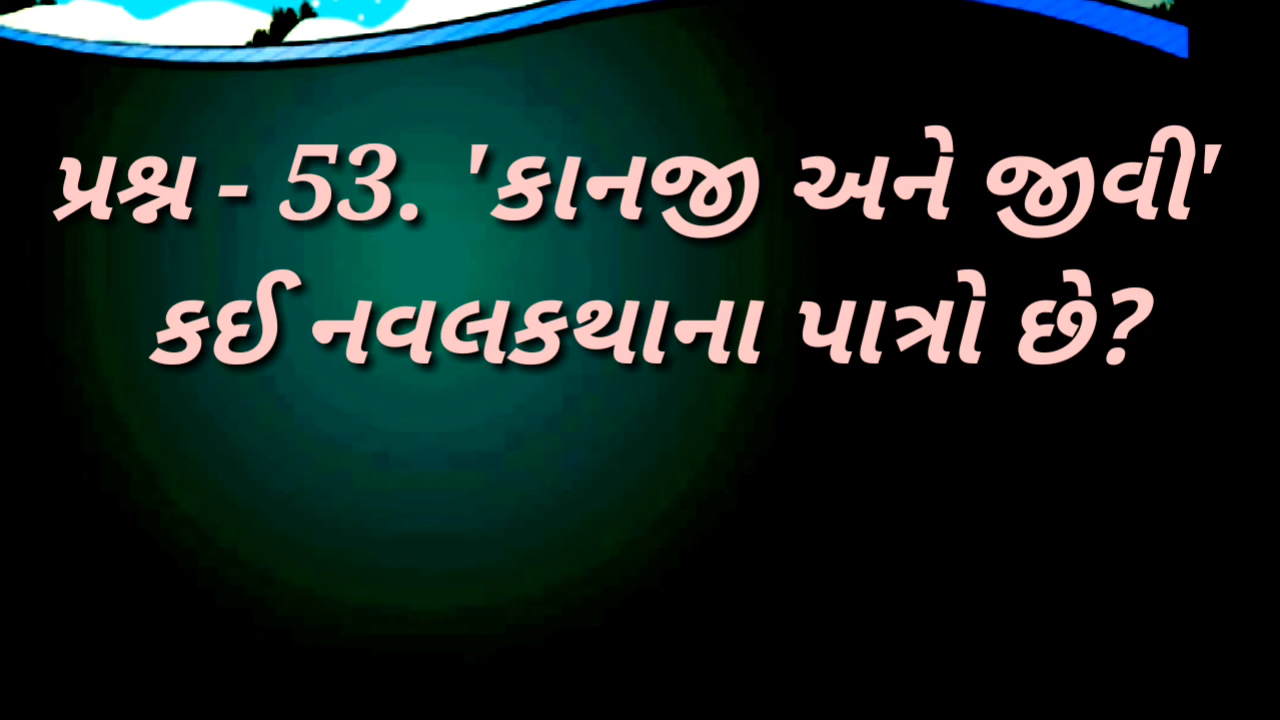 પ્રશ્ન - 53. 'કાનજી અને જીવી'
કઈ નવલકથાના પાત્રો છે?